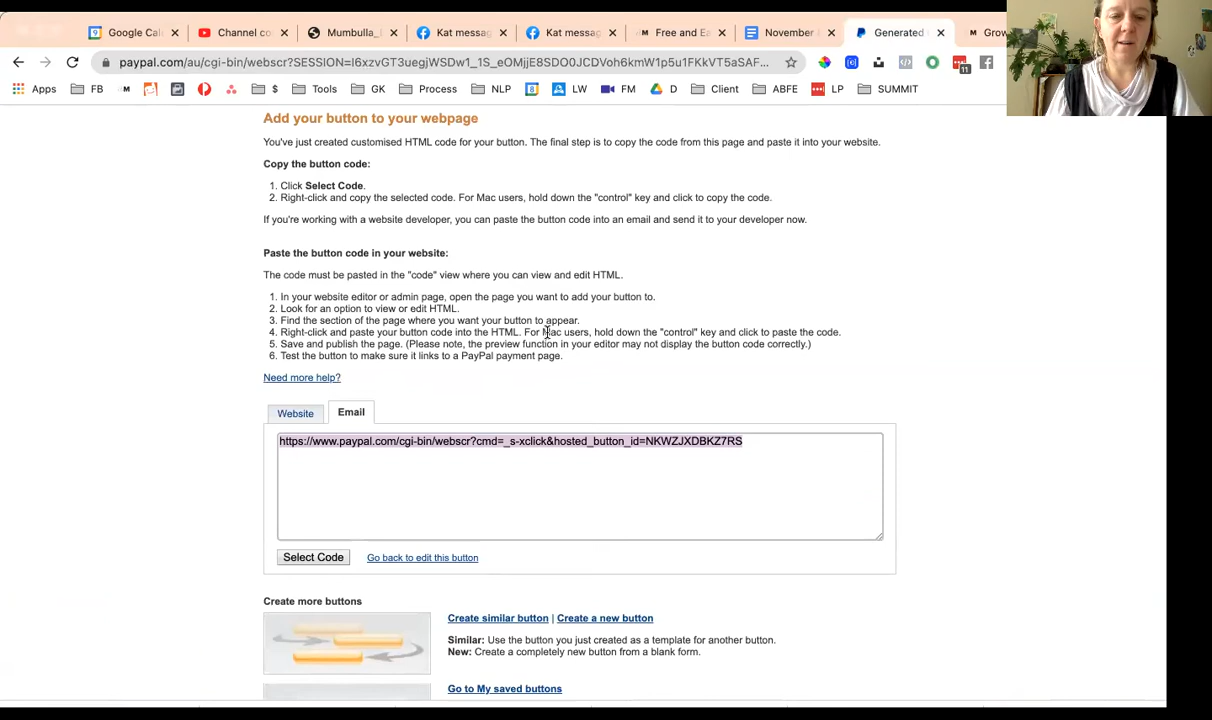 Google Cal
Channel co
Mumbulla_
Kat messag
Kat messag
Free and Ea
November
Generated
Grow
paypal.com/au/cgi-bin/webscr?SESSION=I6xzvGT3uegjWSDw1_1S_eOMjjE8SDO0JCDVoh6kmW1p5u1FKkVT5aSAF...
11
Apps
FB
$
Tools
GK
Process
NLP
LW
FM
D
Client
ABFE
LP
SUMMIT
Add your button to your webpage
You've just created customised HTML code for your button. The final step is to copy the code from this page and paste it into your website.
Copy the button code:
1. Click Select Code.
2. Right-click and copy the selected code. For Mac users, hold down the "control" key and click to copy the code.
If you're working with a website developer, you can paste the button code into an email and send it to your developer now.
Paste the button code in your website:
The code must be pasted in the "code" view where you can view and edit HTML.
1. In your website editor or admin page, open the page you want to add your button to.
2. Look for an option to view or edit HTML.
3. Find the section of the page where you want your button to appear.
4. Right-click and paste your button code into the HTML. For Mac users, hold down the "control" key and click to paste the code.
5. Save and publish the page. (Please note, the preview function in your editor may not display the button code correctly.)
6. Test the button to make sure it links to a PayPal payment page.
Need more help?
Website
Email
https://www.paypal.com/cgi-bin/webscr?cmd=_s-xclick&hosted_button_id=NKWZJXDBKZ7RS
Select Code
Go back to edit this button
Create more buttons
Create similar button | Create a new button
Similar: Use the button you just created as a template for another button.
New: Create a completely new button from a blank form.
Go to My saved buttons